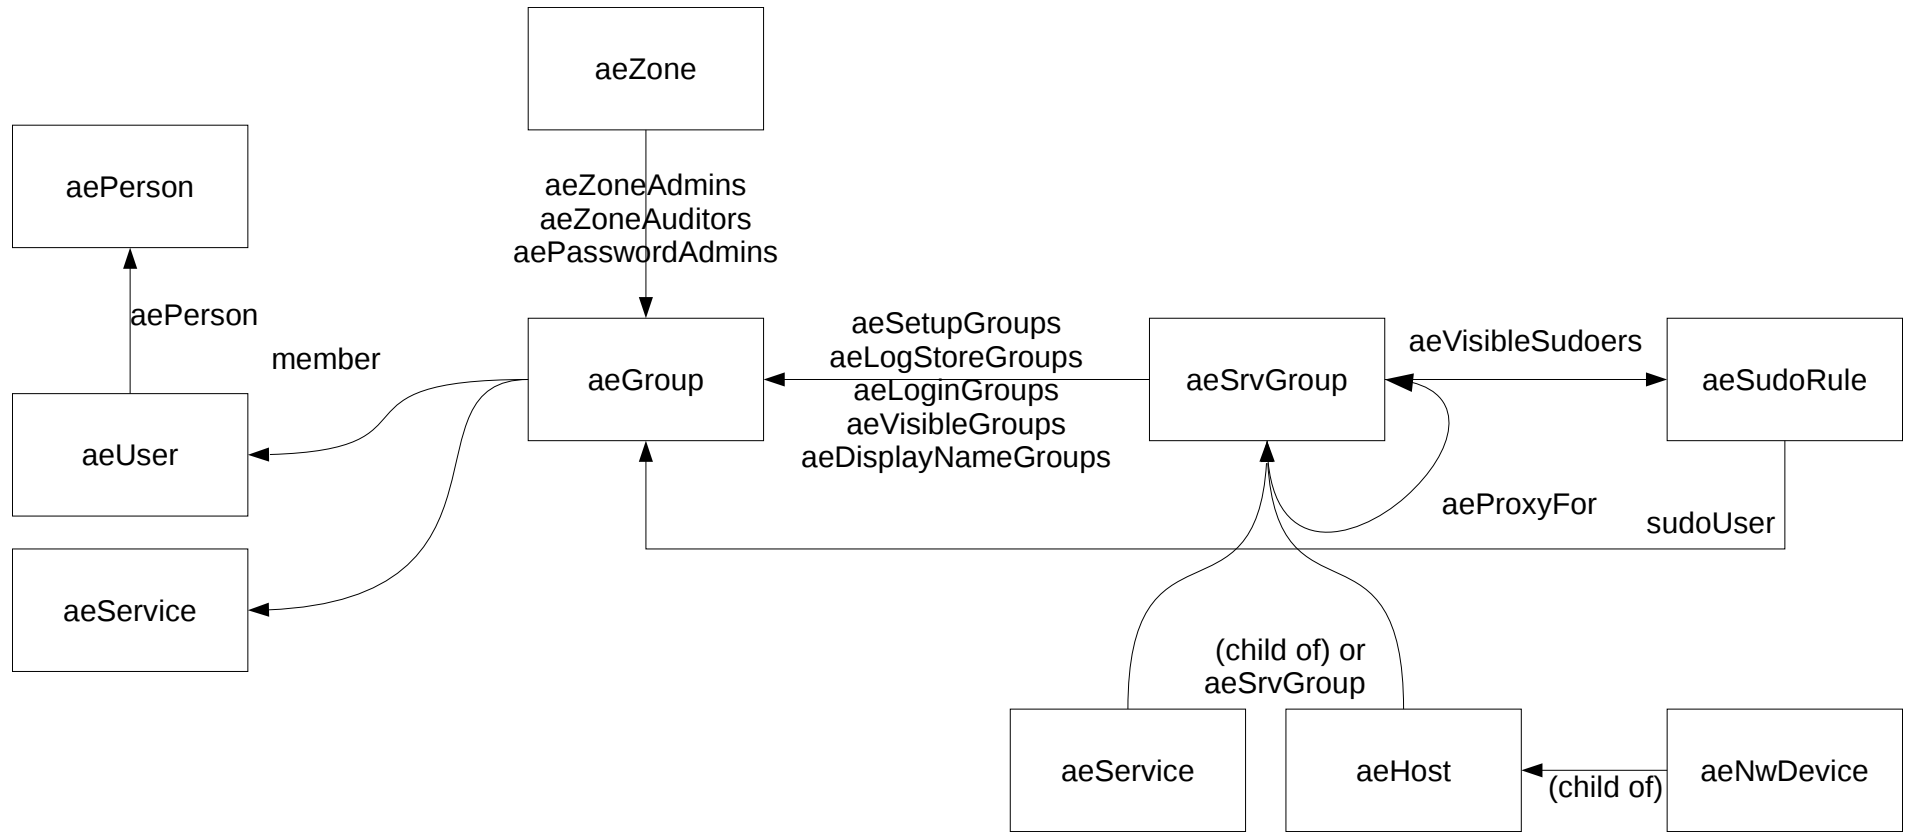 aeZone
aePerson
aeZoneAdmins
aeZoneAuditors
aePasswordAdmins
aePerson
member
aeUser
aeService
aeGroup
aeSetupGroups
aeLogStoreGroups
aeLoginGroups
aeVisibleGroups
aeDisplayNameGroups
aeSrvGroup
aeVisibleSudoers
aeSudoRule
aeProxyFor
sudoUser
(child of) or
aeSrvGroup
aeService
aeHost
(child of)
aeNwDevice